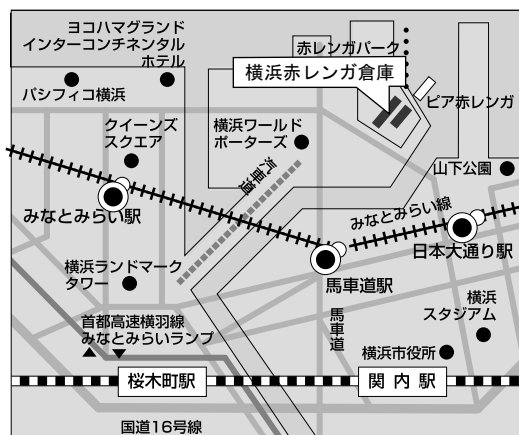 ヨコハマグランド
インターコンチネンタル
ホテル
パシフィコ横浜
赤レンガパーク
横浜赤レンガ倉庫
ピア赤レンガ
クイーンズ
スクエア
横浜ワールド
ポーターズ
汽車道
山下公園
みなとみらい駅
みなとみらい線
日本大通り駅
横浜ランドマーク
タワー
馬車道駅
馬車道
横浜
スタジアム
首都高速横羽線
みなとみらいランプ
横浜市役所
桜木町駅
関内駅
国道16号線